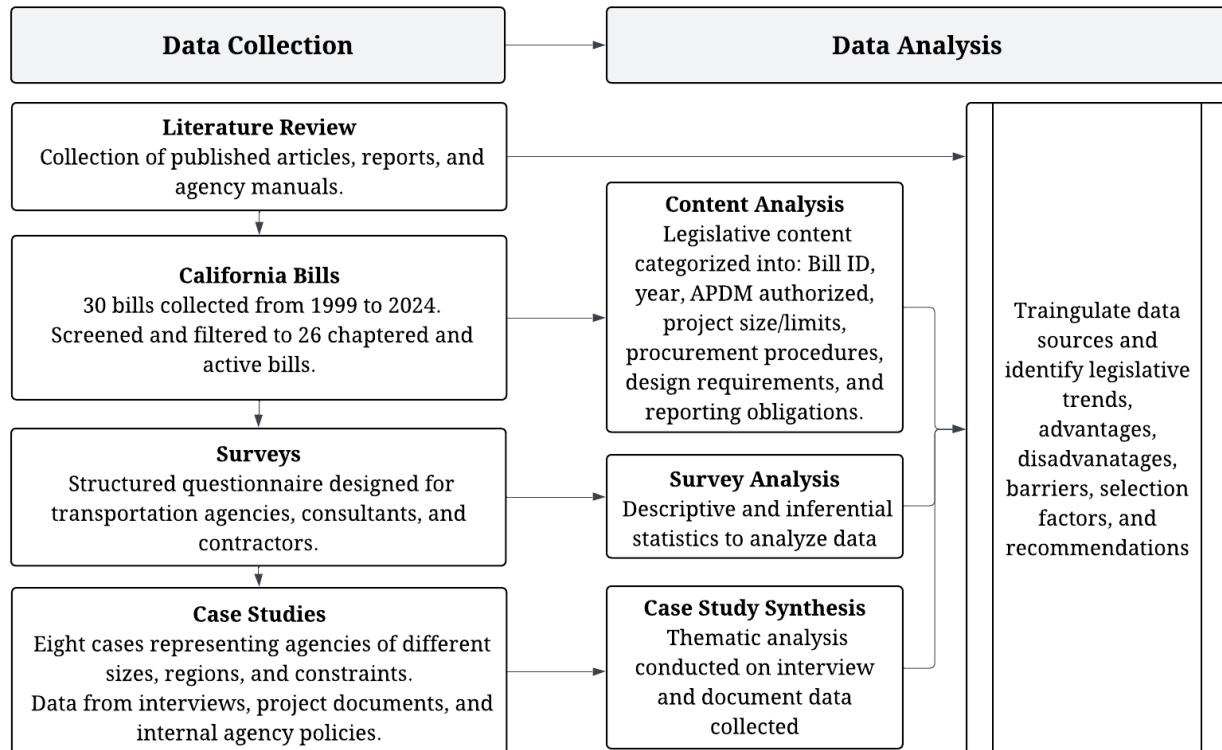 Data Collection
Data Analysis
Literature Review
Collection of published articles, reports, and
agency manuals.
California Bills
30 bills collected from 1999 to 2024.
Screened and filtered to 26 chaptered and
active bills.
Surveys
Structured questionnaire designed for
transportation agencies, consultants, and
contractors.
Case Studies
Eight cases representing agencies of different
sizes, regions, and constraints.
Data from interviews, project documents, and
internal agency policies.
Content Analysis
Legislative content
categorized into: Bill ID,
year, APDM authorized,
project size/limits,
procurement procedures,
design requirements, and
reporting obligations.
Survey Analysis
Descriptive and inferential
statistics to analyze data
Case Study Synthesis
Thematic analysis
conducted on interview
and document data
collected
Traingulate data
sources and
identify legislative
trends,
advantages,
disadvanatages,
barriers, selection
factors, and
recommendations